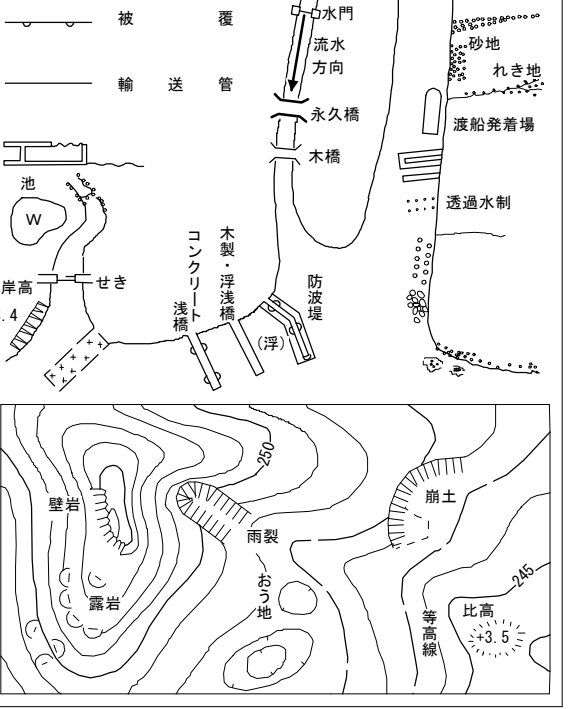 被 覆
輸 送 管
水門
流水
方向
永久橋
木橋
砂地
れき地
渡船発着場
透過水制
池
W
せき
岸高
.4
コンクリート
浅橋
木製・浮浅橋
(浮)
防波堤
250
壁岩
雨裂
崩土
露岩
おう地
等高線
245
比高
+3.5